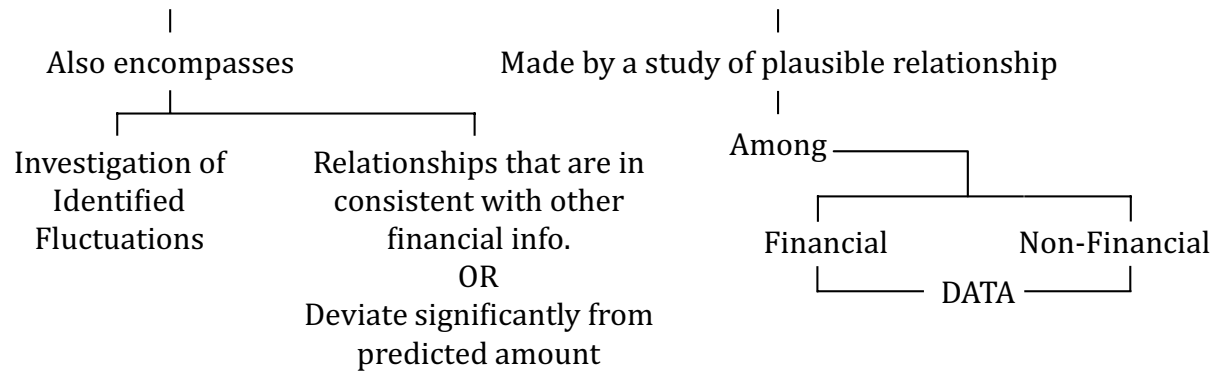 Also encompasses
Made by a study of plausible relationship
Investigation of
Identified
Fluctuations
Relationships that are in
consistent with other
financial info.
OR
Deviate significantly from
predicted amount
Among
Financial
Non-Financial
DATA